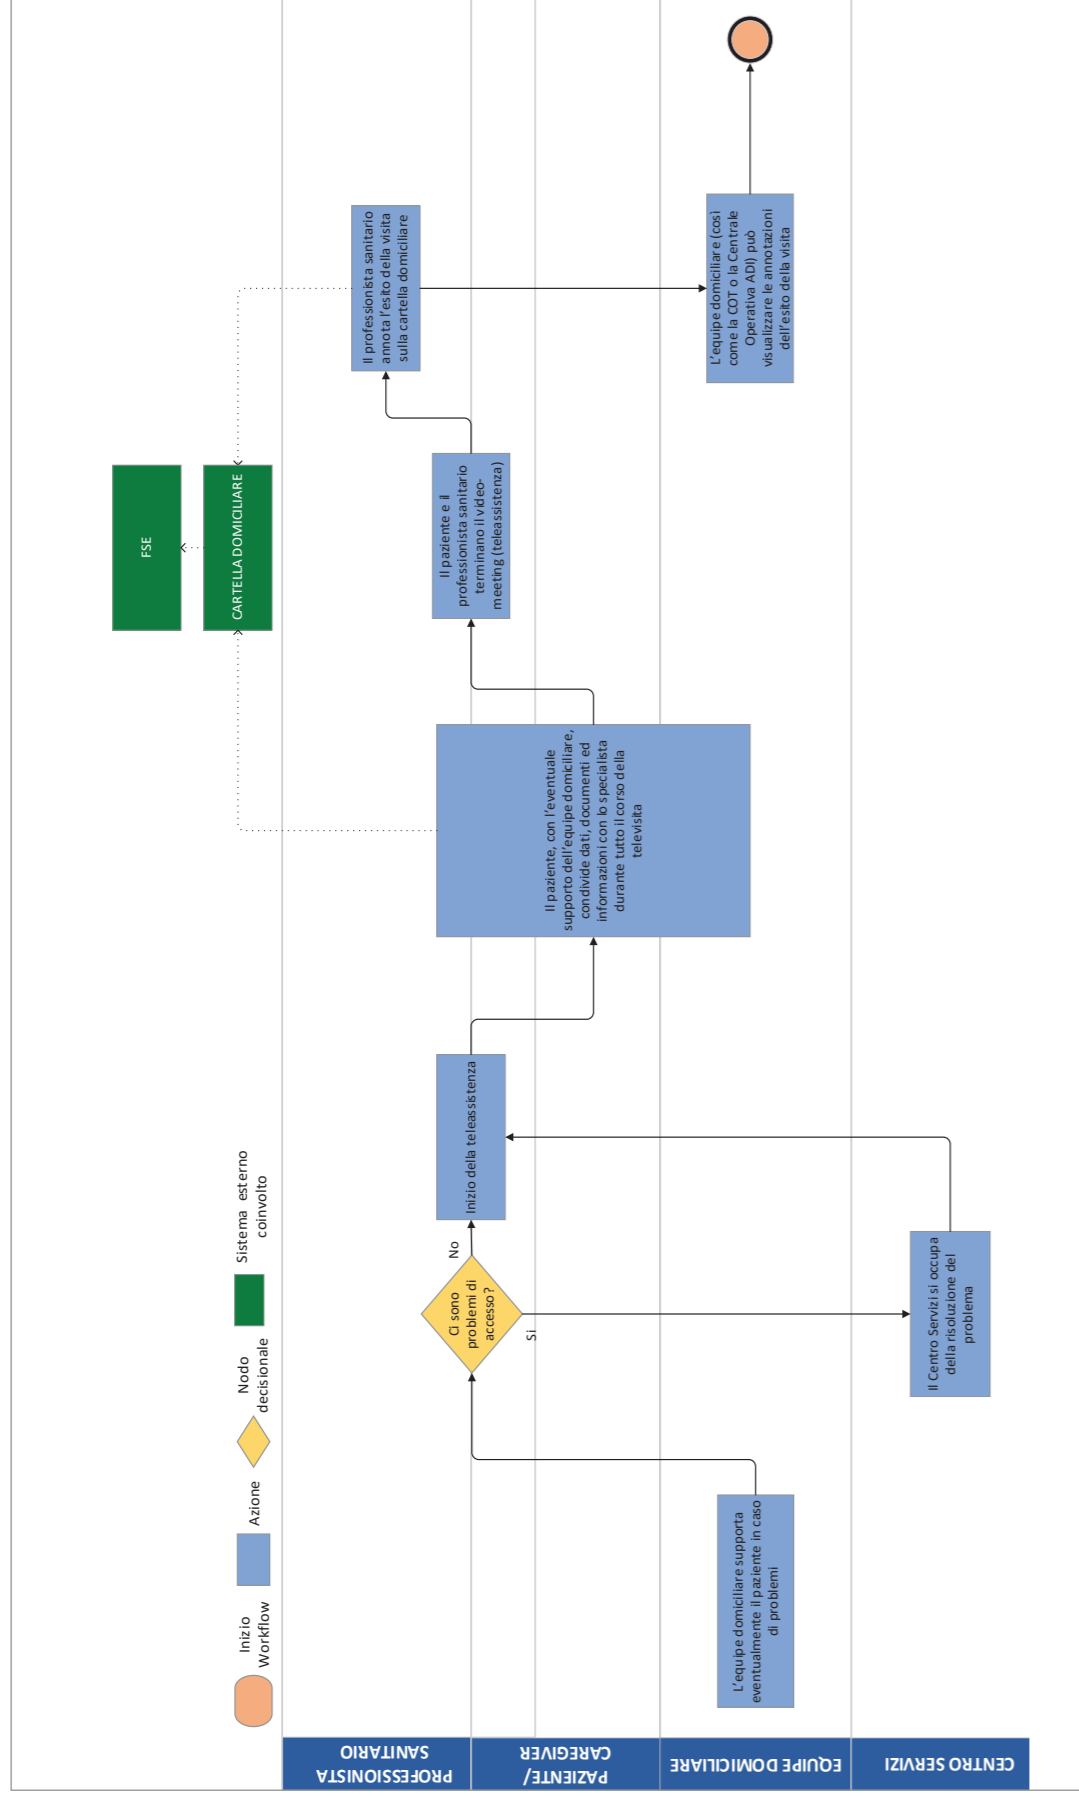 Inizio
Workflow
Azione
Nodo
decisionale
Sistema esterno
coinvolto
FSE
CARTELLA DOMICILIARE
PROFESSIONISTA
SANITARIO
PAZIENTE/
CAREGIVER
EQUIPE DOMICILIARE
CENTRO SERVIZI
L'equipe domiciliare supporta
eventualmente il paziente in caso
di problemi
Ci sono
problemi di
accesso?
No
Si
Il Centro Servizi si occupa
della risoluzione del
problema
Inizio della teleassistenza
Il paziente, con l'eventuale
supporto dell'equipe domiciliare,
condivide dati, documenti ed
informazioni con lo specialista
durante tutto il corso della
televisita
Il paziente e il
professionista sanitario
terminano il video-
meeting (teleassistenza)
Il professionista sanitario
annota l'esito della visita
sulla cartella domiciliare
L'equipe domiciliare (così
come la COT o la Centrale
Operativa ADI) può
visualizzare le annotazioni
dell'esito della visita